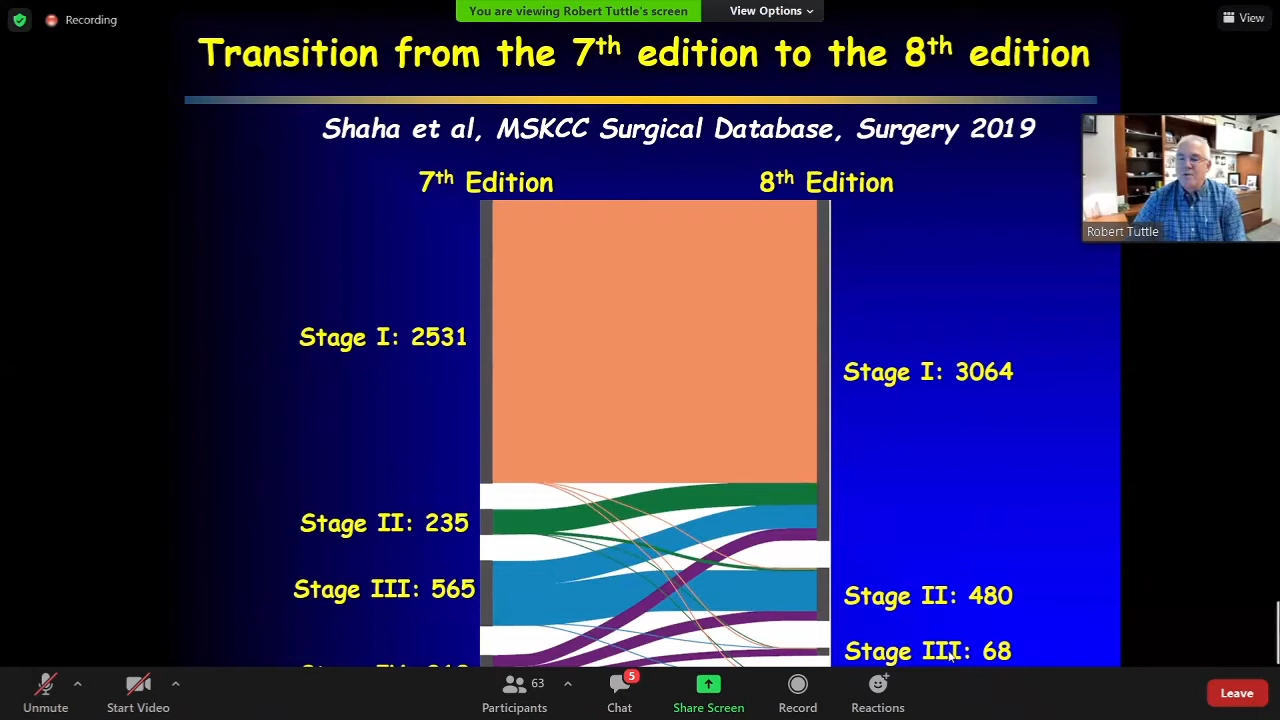 Recording
You are viewing Robert Tuttle's screen
View Options
View
Transition from the 7th edition to the 8th edition
Shaha et al, MSKCC Surgical Database, Surgery 2019
7th Edition
8th Edition
Robert Tuttle
Stage I: 2531
Stage I: 3064
Stage II: 235
Stage III: 565
Stage II: 480
Stage III: 68
Unmute
Start Video
63
Participants
5
Chat
Share Screen
Record
Reactions
Leave